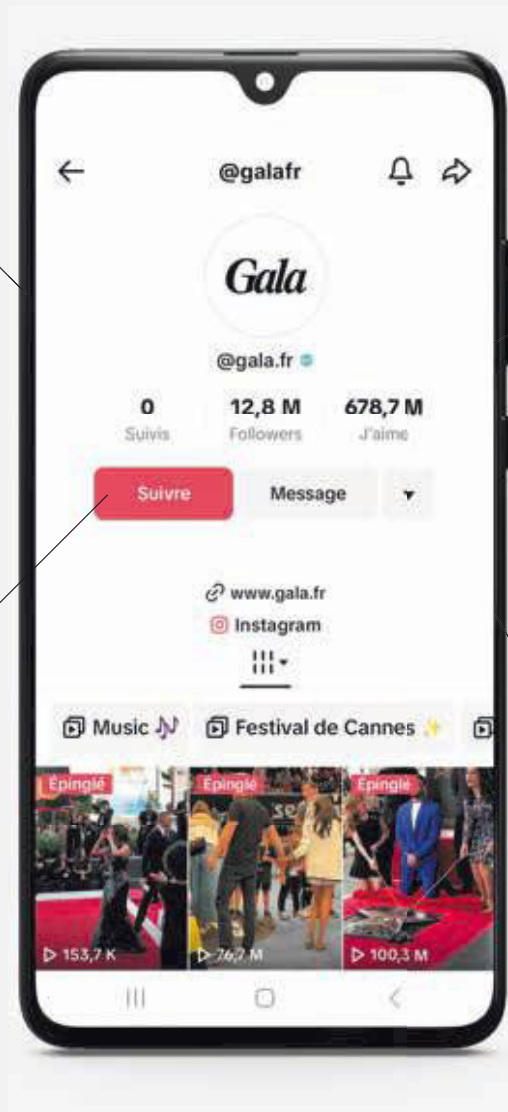 @galafr
Gala
@gala.fr
0 12,8 M 678,7 M
Suivis Followers J'aime
Suivre Message
www.gala.fr
Instagram
Music Festival de Cannes
Épinglé Épinglé Épinglé
153,7 K 76,7 M 100,3 M